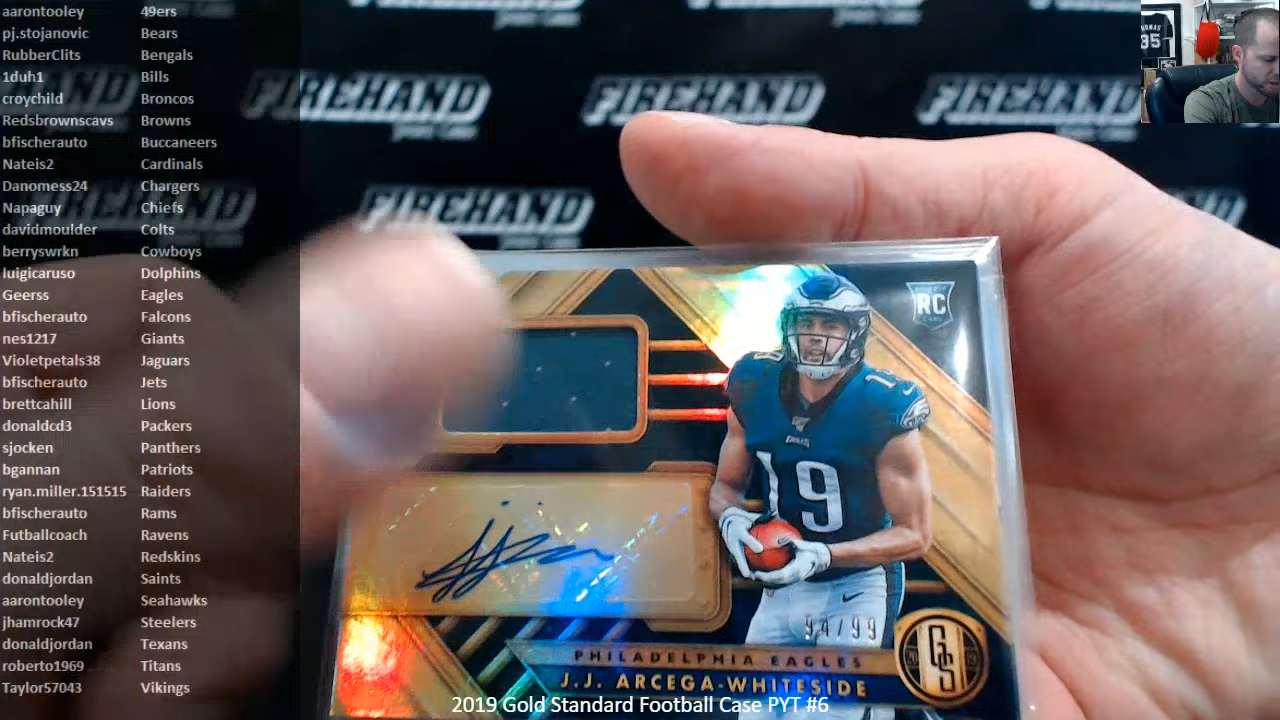 aarontooley 49ers
pj.stojanovic Bears
RubberClits Bengals
1duh1 Bills
croychild Broncos
Redsbrownscavs Browns
bfischerauto Buccaneers
Nateis2 Cardinals
Danomess24 Chargers
Napaguy Chiefs
davidmoulder Colts
berryswrkn Cowboys
luigicaruso Dolphins
Geerss Eagles
bfischerauto Falcons
nes1217 Giants
Violetpetals38 Jaguars
bfischerauto Jets
brettcahill Lions
donaldcd3 Packers
sjocken Panthers
bgannan Patriots
ryan.miller.151515 Raiders
bfischerauto Rams
Futballcoach Ravens
Nateis2 Redskins
donaldjordan Saints
aarontooley Seahawks
jhamrock47 Steelers
donaldjordan Texans
roberto1969 Titans
Taylor57043 Vikings
FIREHAND FIREHAND FIREHAND
FIREHAND
RC
19
19
94/99
GS
PHILADELPHIA EAGLES
J.J. ARCEGA-WHITESIDE
2019 Gold Standard Football Case PYT #6